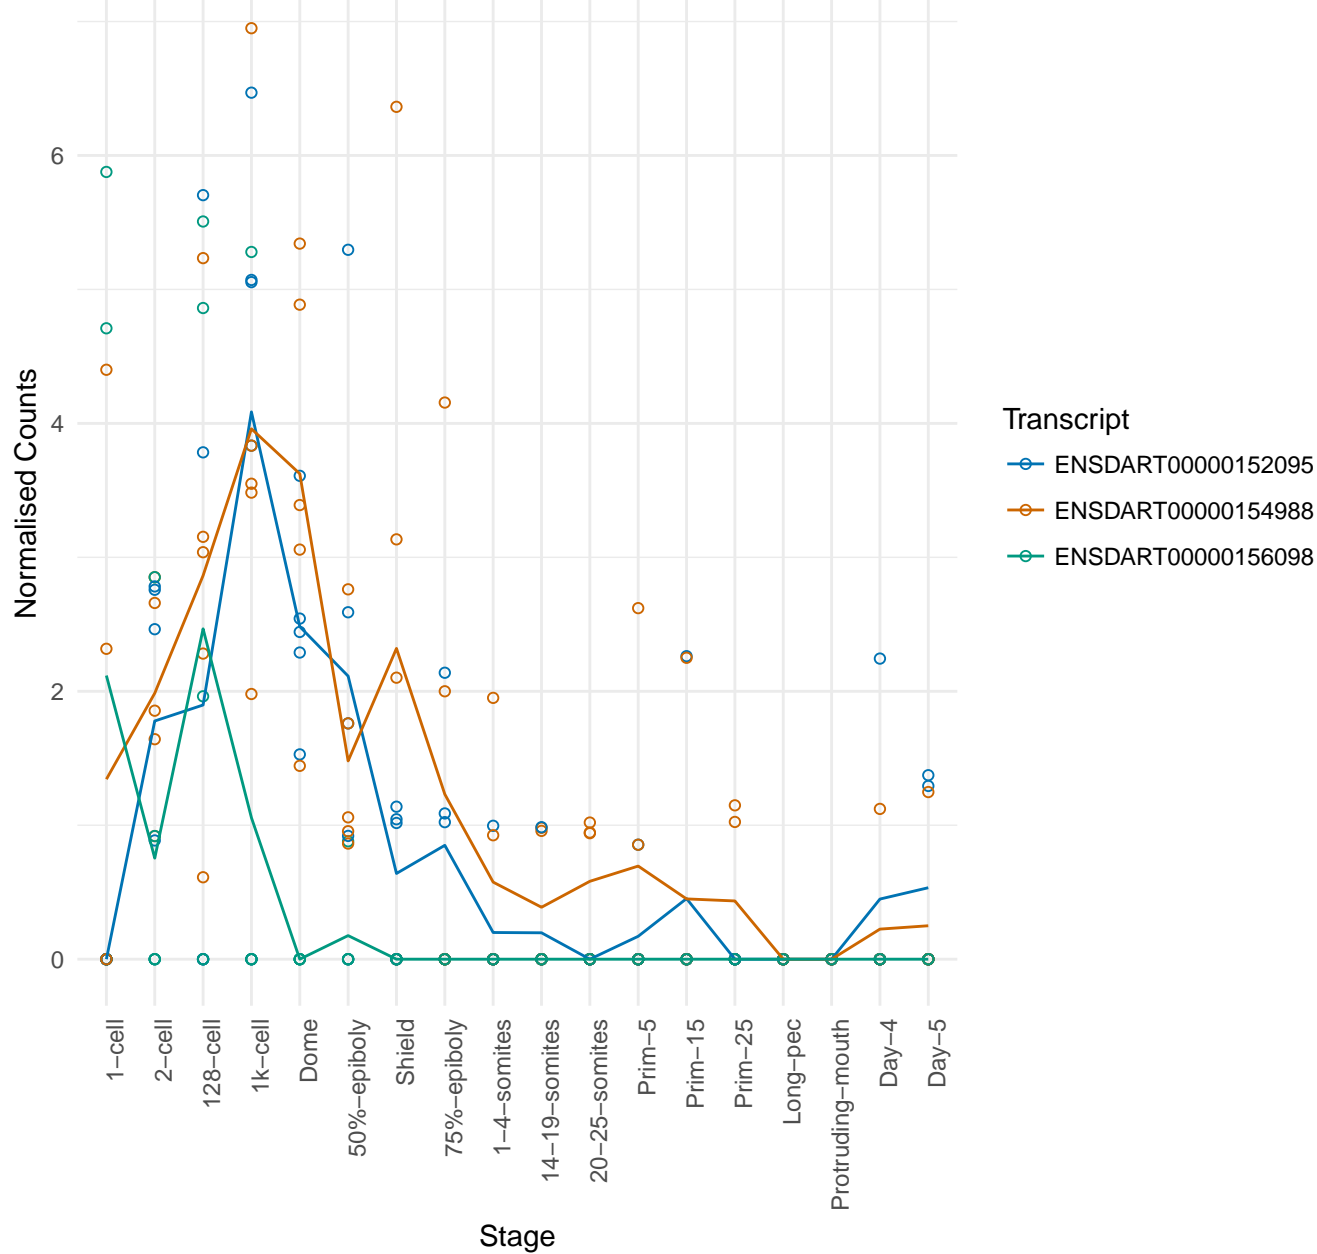 Normalised Counts
6
4
2
0
1−cell
2−cell
128−cell
1k−cell
Dome
50%−epiboly
Shield
75%−epiboly
1−4−somites
14−19−somites
20−25−somites
Prim−5
Prim−15
Prim−25
Long−pec
Protruding−mouth
Day−4
Day−5
Stage
Transcript
ENSDART00000152095
ENSDART00000154988
ENSDART00000156098